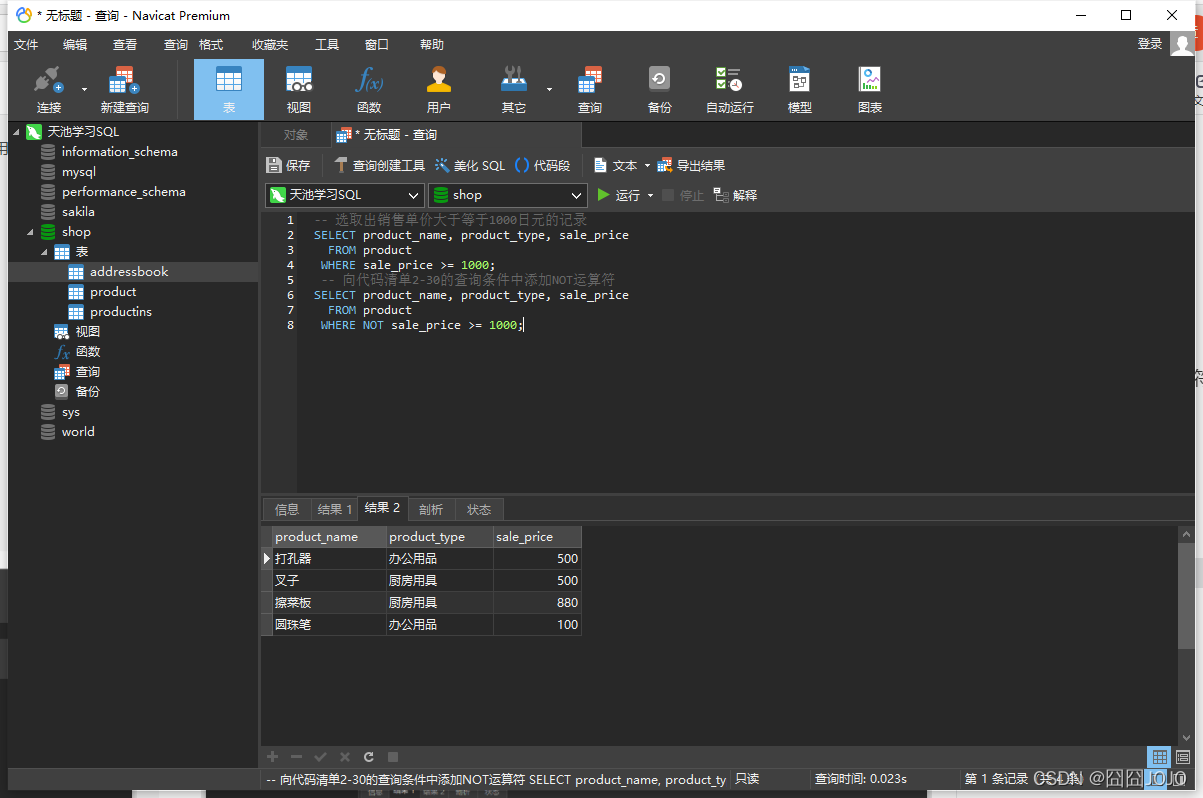 * 无标题 - 查询 - Navicat Premium
文件 编辑 查看 查询 格式 收藏夹 工具 窗口 帮助 登录
连接 新建查询 表 视图 函数 用户 其它 查询 备份 自动运行 模型 图表
天池学习SQL
information_schema
mysql
performance_schema
sakila
shop
表
addressbook
product
productins
视图
函数
查询
备份
sys
world
对象 * 无标题 - 查询
保存 查询创建工具 美化 SQL 代码段 文本 导出结果
天池学习SQL shop 运行 停止 解释
1 -- 选取出销售单价大于等于1000日元的记录
2 SELECT product_name, product_type, sale_price
3 FROM product
4 WHERE sale_price >= 1000;
5 -- 向代码清单2-30的查询条件中添加NOT运算符
6 SELECT product_name, product_type, sale_price
7 FROM product
8 WHERE NOT sale_price >= 1000;
信息 结果 1 结果 2 剖析 状态
product_name product_type sale_price
打孔器 办公用品 500
叉子 厨房用具 500
擦菜板 厨房用具 880
圆珠笔 办公用品 100
-- 向代码清单2-30的查询条件中添加NOT运算符 SELECT product_name, product_ty 只读 查询时间: 0.023s 第 1 条记录
CSDN @囧囧JOJO